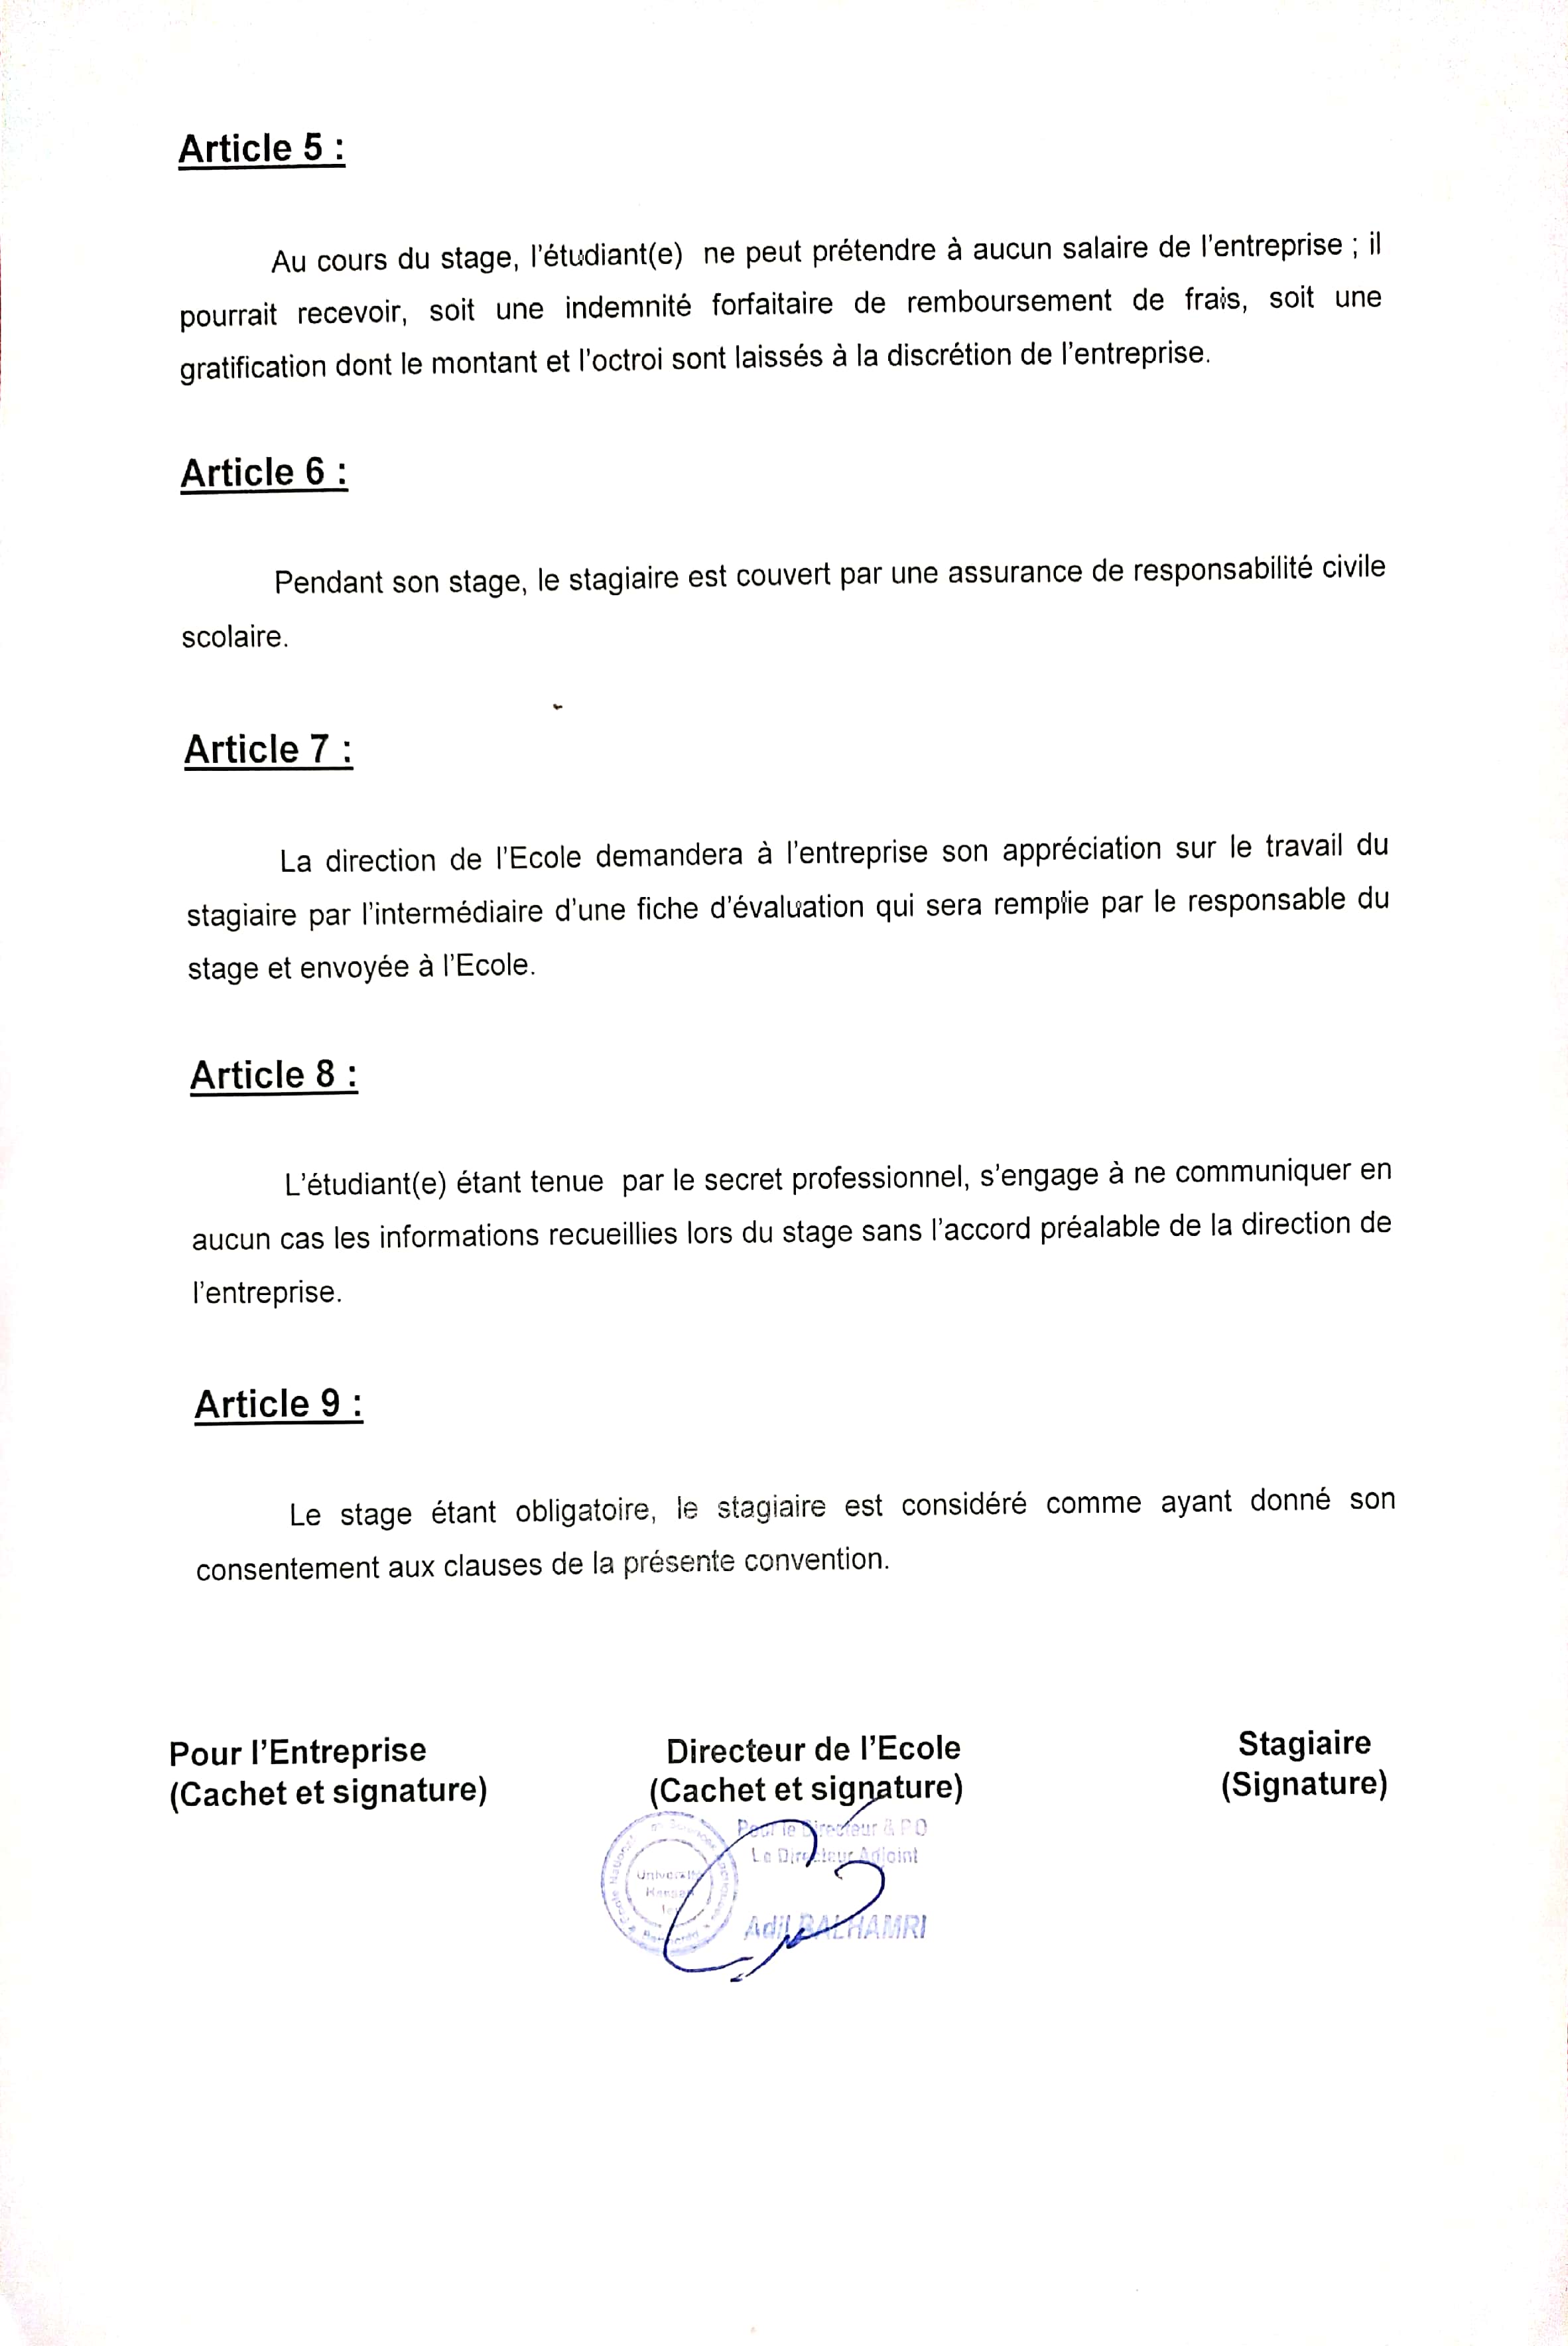 Article 5 :
Au cours du stage, l'étudiant(e) ne peut prétendre à aucun salaire de l'entreprise ; il
pourrait recevoir, soit une indemnité forfaitaire de remboursement de frais, soit une
gratification dont le montant et l'octroi sont laissés à la discrétion de l'entreprise.
Article 6 :
Pendant son stage, le stagiaire est couvert par une assurance de responsabilité civile
scolaire.
Article 7 :
La direction de l'Ecole demandera à l'entreprise son appréciation sur le travail du
stagiaire par l'intermédiaire d'une fiche d'évaluation qui sera remplie par le responsable du
stage et envoyée à l'Ecole.
Article 8 :
L'étudiant(e) étant tenue par le secret professionnel, s'engage à ne communiquer en
aucun cas les informations recueillies lors du stage sans l'accord préalable de la direction de
l'entreprise.
Article 9 :
Le stage étant obligatoire, le stagiaire est considéré comme ayant donné son
consentement aux clauses de la présente convention.
Pour l'Entreprise
(Cachet et signature)
Directeur de l'Ecole
(Cachet et signature)
Stagiaire
(Signature)
Pour le Directeur & PO
Le Directeur Adjoint
Adil BALHAMRI